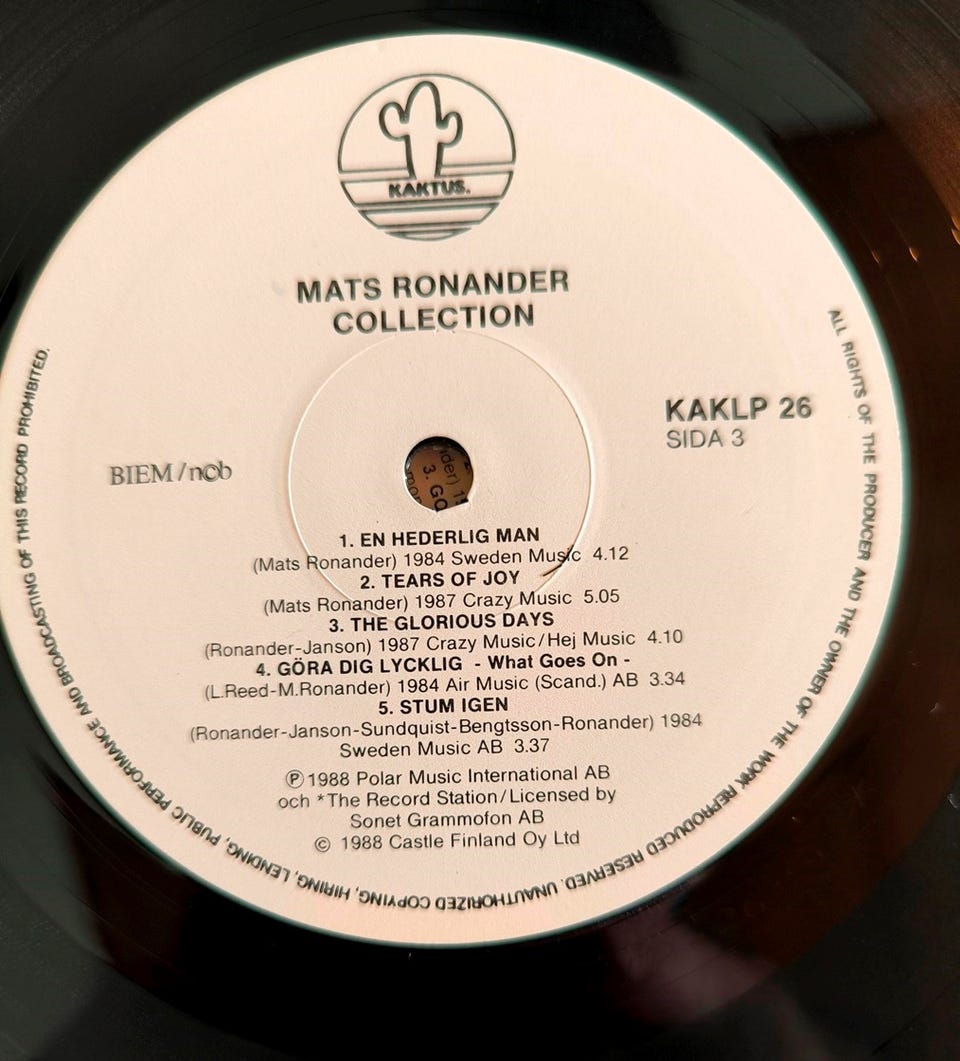 KAKTUS.
MATS RONANDER
COLLECTION
KAKLP 26
SIDA 3
BIEM/ncb
1. EN HEDERLIG MAN
(Mats Ronander) 1984 Sweden Music 4.12
2. TEARS OF JOY
(Mats Ronander) 1987 Crazy Music 5.05
3. THE GLORIOUS DAYS
(Ronander-Janson) 1987 Crazy Music/Hej Music 4.10
4. GÖRA DIG LYCKLIG - What Goes On -
(L.Reed-M.Ronander) 1984 Air Music (Scand.) AB 3.34
5. STUM IGEN
(Ronander-Janson-Sundquist-Bengtsson-Ronander) 1984
Sweden Music AB 3.37
Ⓟ 1988 Polar Music International AB
och *The Record Station/Licensed by
Sonet Grammofon AB
© 1988 Castle Finland Oy Ltd
ALL RIGHTS OF THE PRODUCER AND THE OWNER OF THE WORK REPRODUCED RESERVED. UNAUTHORIZED COPYING, HIRING, LENDING, PUBLIC PERFORMANCE AND BROADCASTING OF THIS RECORD PROHIBITED.